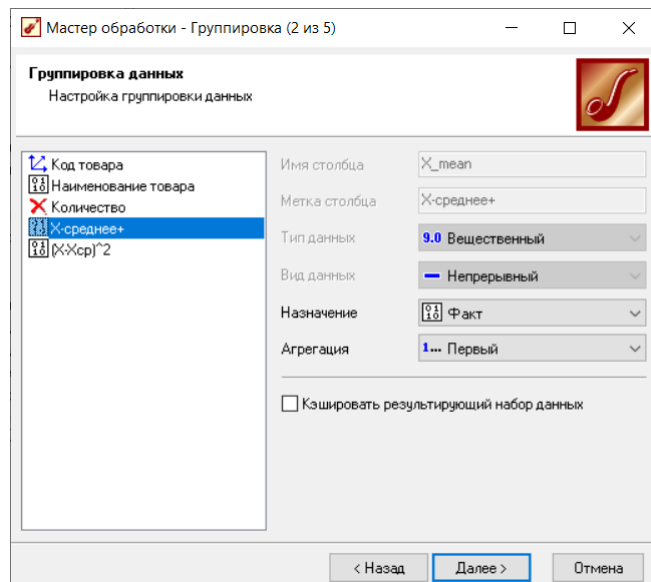 Мастер обработки - Группировка (2 из 5)
Группировка данных
Настройка группировки данных
Код товара
Наименование товара
Количество
X-среднее+
(X-Xср)^2
Имя столбца X_mean
Метка столбца X-среднее+
Тип данных 9.0 Вещественный
Вид данных Непрерывный
Назначение Факт
Агрегация 1... Первый
Кэшировать результирующий набор данных
< Назад Далее > Отмена